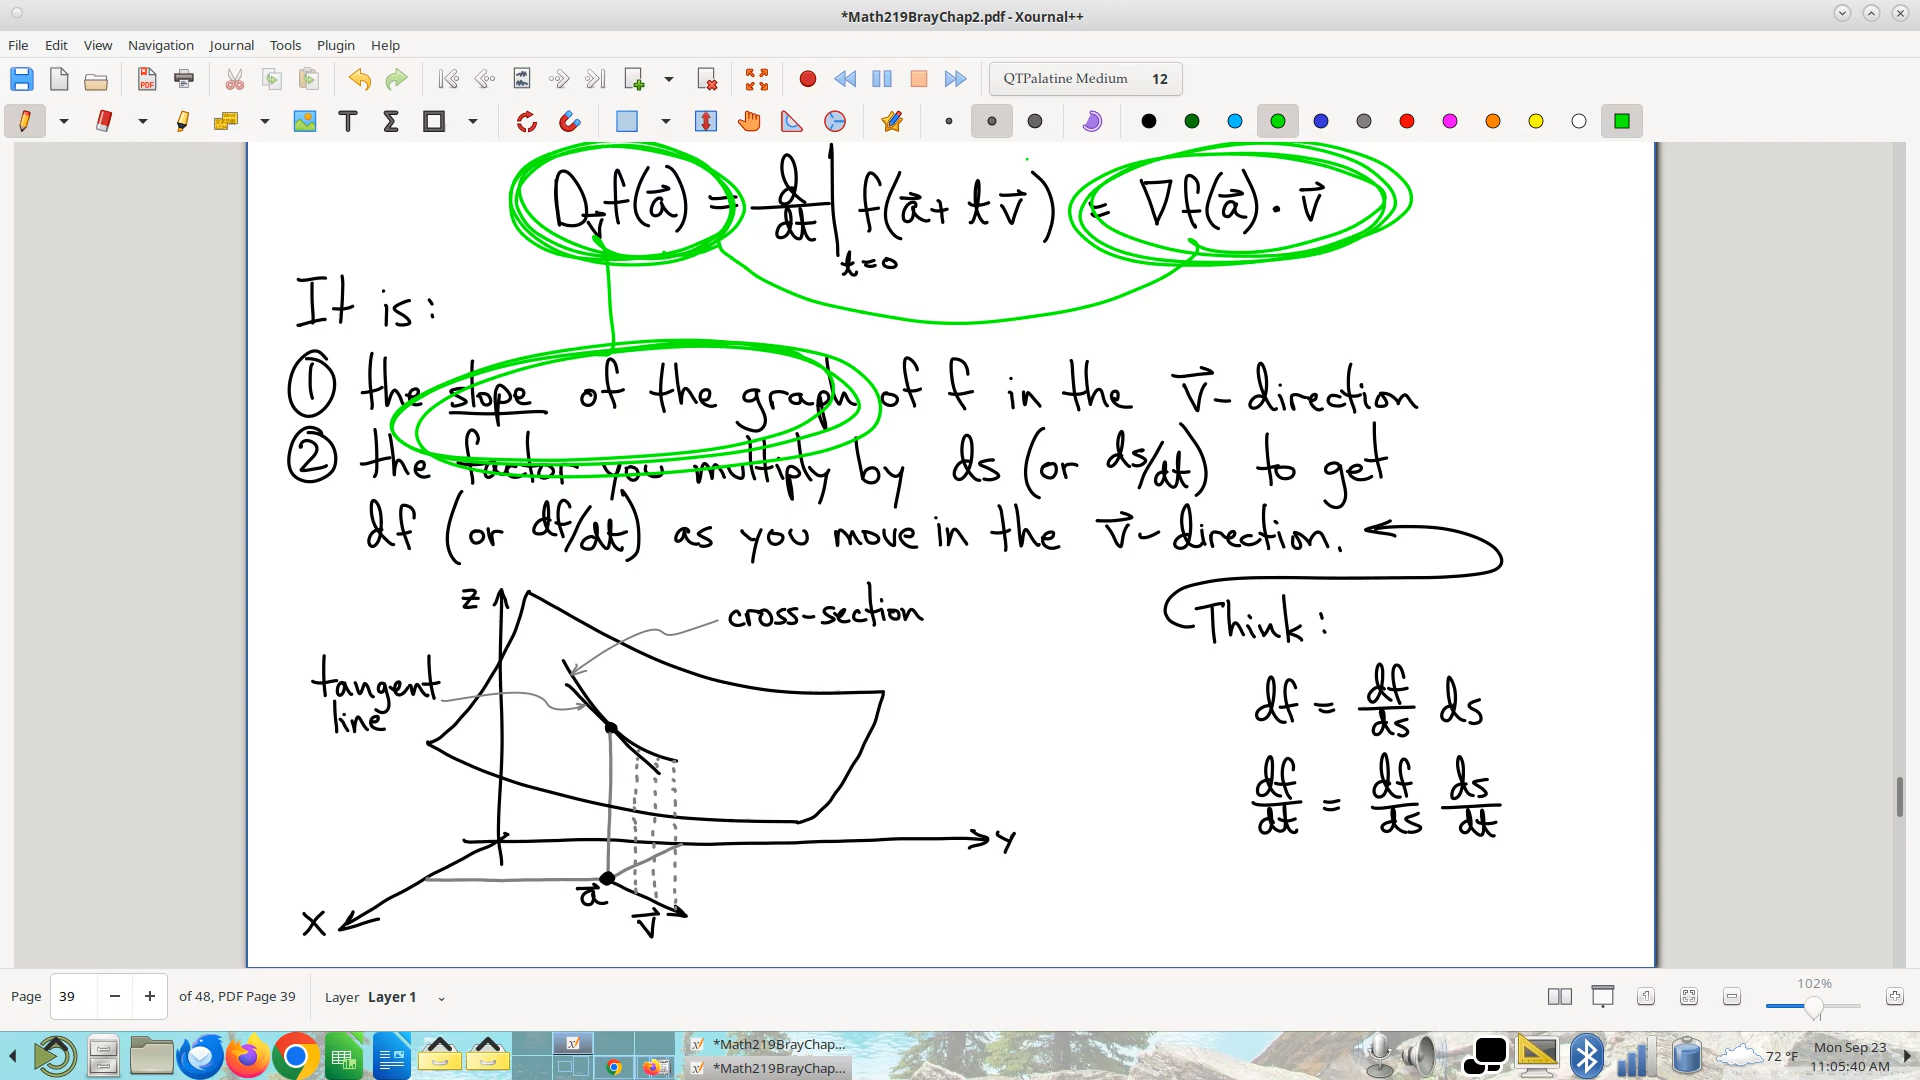 *Math219BrayChap2.pdf - Xournal++
File Edit View Navigation Journal Tools Plugin Help
QTPalatine Medium 12
D_v⃗ f(a⃗) = d/dt |_{t=0} f(a⃗ + t v⃗) = ∇f(a⃗) · v⃗
It is:
① the slope of the graph of f in the v⃗-direction
② the factor you multiply by ds (or ds/dt) to get
df (or df/dt) as you move in the v⃗-direction.
z
cross-section
tangent
line
y
x
a⃗
v⃗
Think:
df = df/ds ds
df/dt = df/ds ds/dt
Page 39 of 48, PDF Page 39 Layer Layer 1
102%
*Math219BrayChap...
*Math219BrayChap...
72 °F
Mon Sep 23
11:05:40 AM